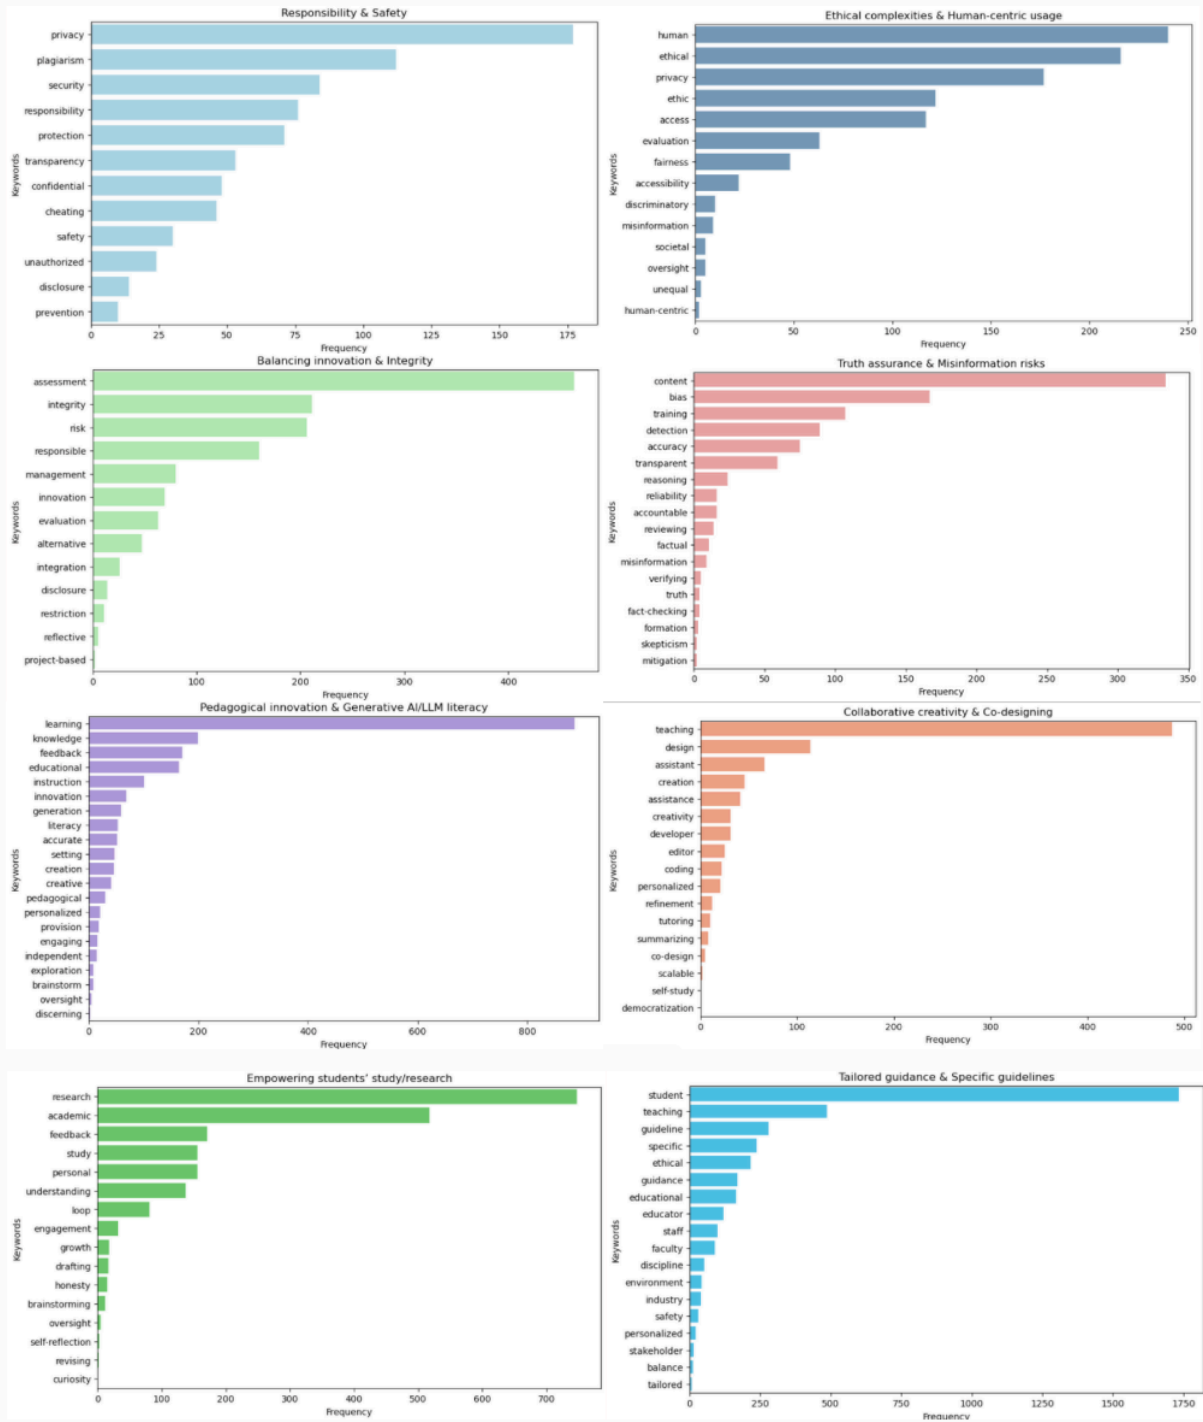 Responsibility & Safety
Keywords
privacy
plagiarism
security
responsibility
protection
transparency
confidential
cheating
safety
unauthorized
disclosure
prevention
0 25 50 75 100 125 150 175
Frequency
Ethical complexities & Human-centric usage
Keywords
human
ethical
privacy
ethic
access
evaluation
fairness
accessibility
discriminatory
misinformation
societal
oversight
unequal
human-centric
0 50 100 150 200 250
Frequency
Balancing innovation & Integrity
Keywords
assessment
integrity
risk
responsible
management
innovation
evaluation
alternative
integration
disclosure
restriction
reflective
project-based
0 100 200 300 400
Frequency
Truth assurance & Misinformation risks
Keywords
content
bias
training
detection
accuracy
transparent
reasoning
reliability
accountable
reviewing
factual
misinformation
verifying
truth
fact-checking
formation
skepticism
mitigation
0 50 100 150 200 250 300 350
Frequency
Pedagogical innovation & Generative AI/LLM literacy
Keywords
learning
knowledge
feedback
educational
instruction
innovation
generation
literacy
accurate
setting
creation
creative
pedagogical
personalized
provision
engaging
independent
exploration
brainstorm
oversight
discerning
0 200 400 600 800
Frequency
Collaborative creativity & Co-designing
Keywords
teaching
design
assistant
creation
assistance
creativity
developer
editor
coding
personalized
refinement
tutoring
summarizing
co-design
scalable
self-study
democratization
0 100 200 300 400 500
Frequency
Empowering students' study/research
Keywords
research
academic
feedback
study
personal
understanding
loop
engagement
growth
drafting
honesty
brainstorming
oversight
self-reflection
revising
curiosity
0 100 200 300 400 500 600 700
Frequency
Tailored guidance & Specific guidelines
Keywords
student
teaching
guideline
specific
ethical
guidance
educational
educator
staff
faculty
discipline
environment
industry
safety
personalized
stakeholder
balance
tailored
0 250 500 750 1000 1250 1500 1750
Frequency